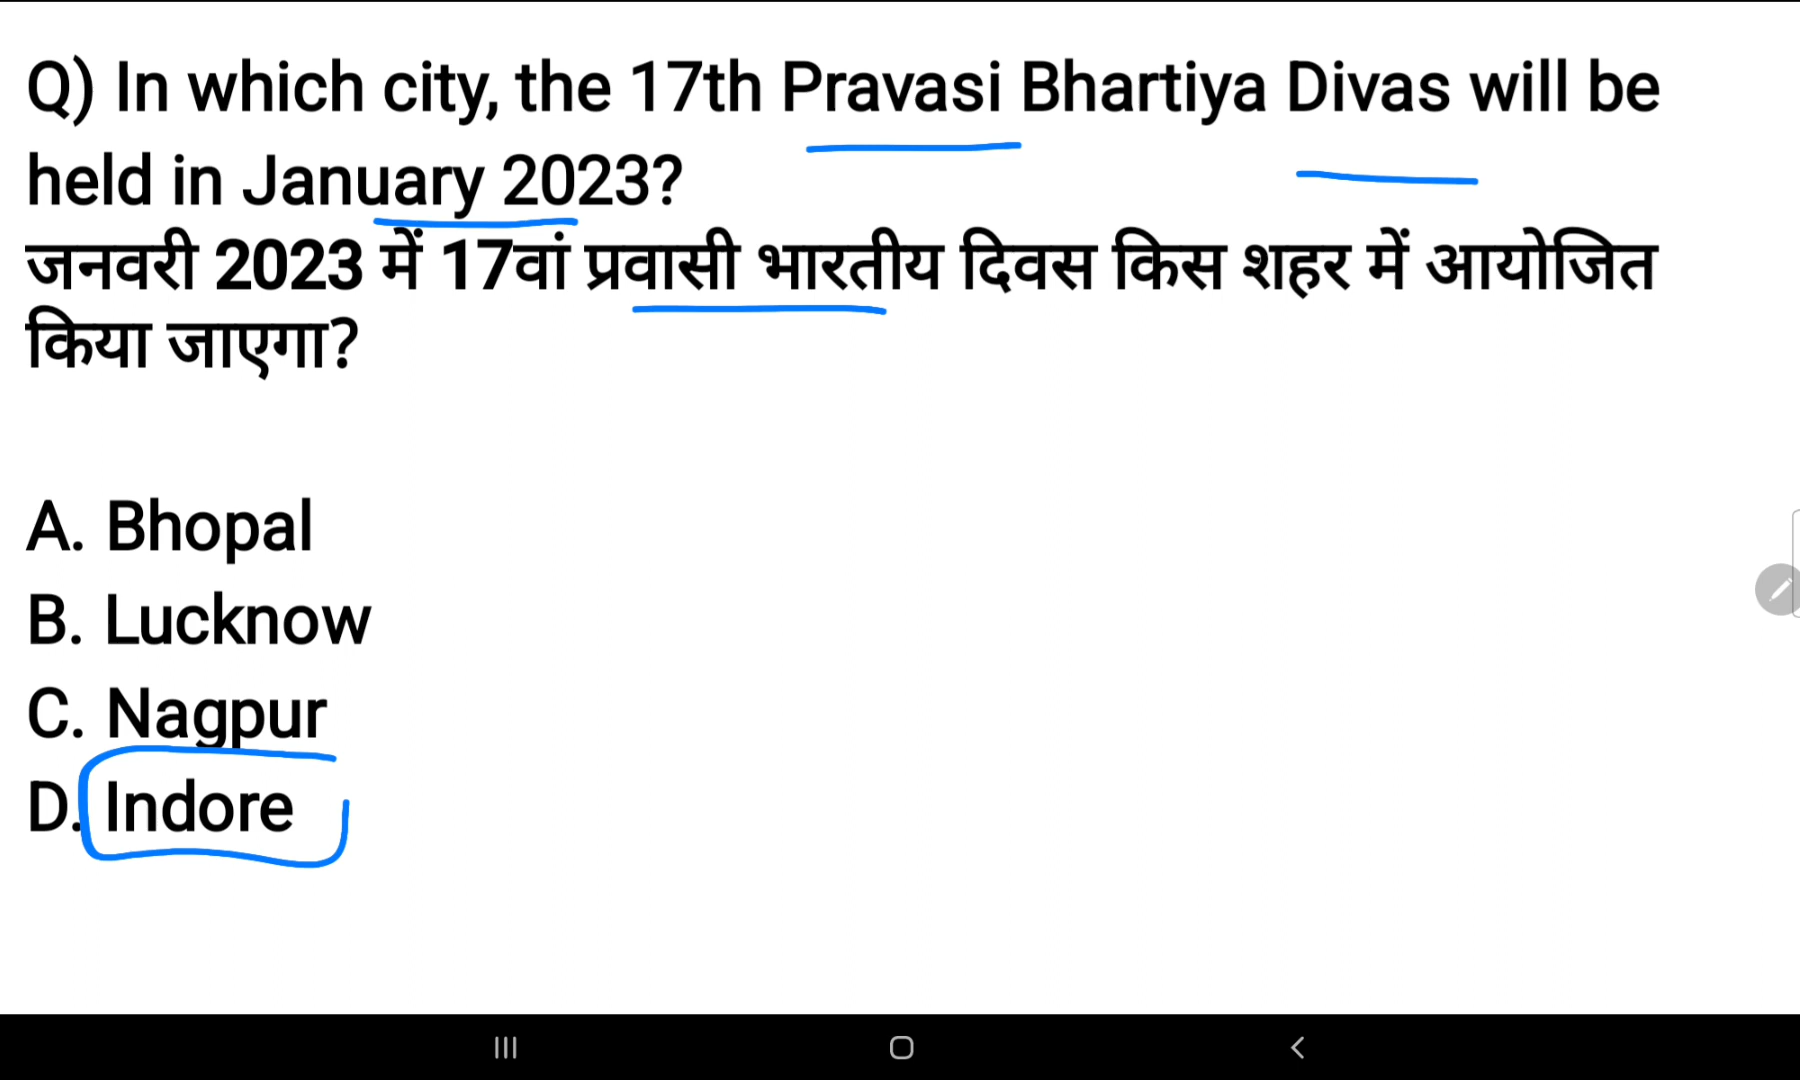 Q) In which city, the 17th Pravasi Bhartiya Divas will be
held in January 2023?
जनवरी 2023 में 17वां प्रवासी भारतीय दिवस किस शहर में आयोजित
किया जाएगा?
A. Bhopal
B. Lucknow
C. Nagpur
D. Indore